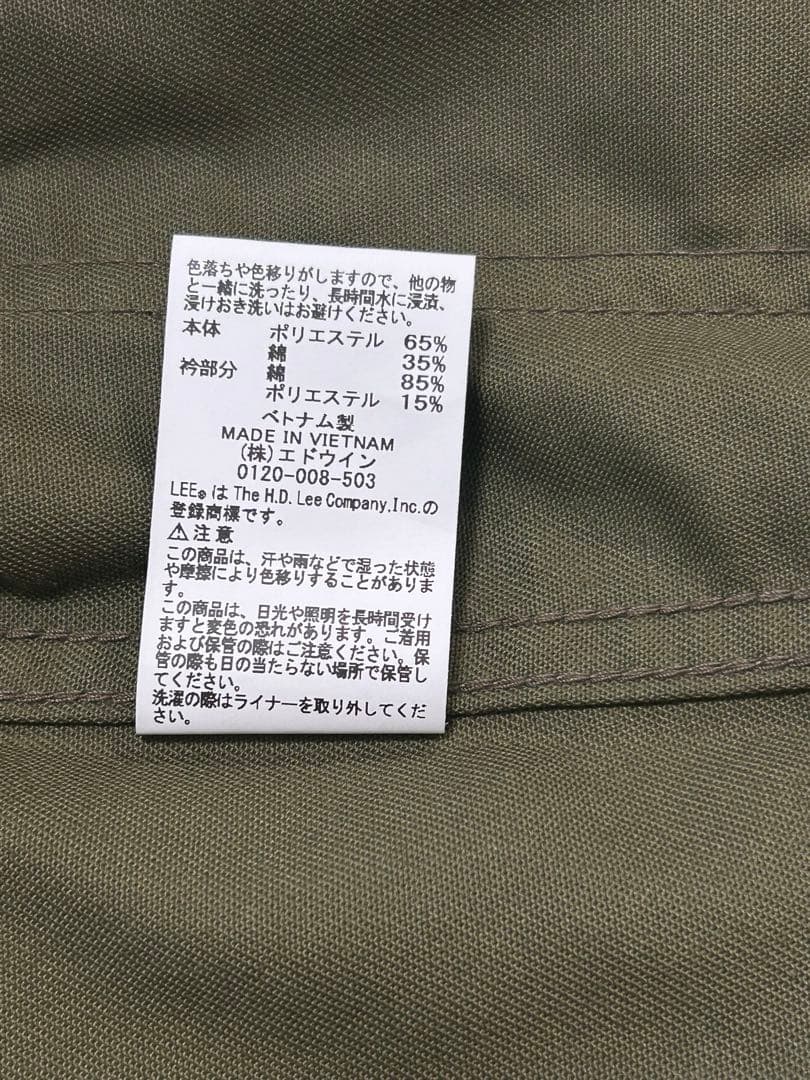 色落ちや色移りがしますので、他の物
と一緒に洗ったり、長時間水に浸漬、
浸けおき洗いはお避けください。
本体 ポリエステル 65%
綿 35%
衿部分 綿 85%
ポリエステル 15%
ベトナム製
MADE IN VIETNAM
(株)エドウイン
0120-008-503
LEE® は The H.D. Lee Company,Inc.の
登録商標です。
⚠注意
この商品は、汗や雨などで湿った状態
や摩擦により色移りすることがありま
す。
この商品は、日光や照明を長時間受け
ますと変色の恐れがあります。ご着用
および保管の際はご注意ください。保
管の際も日の当たらない場所で保管し
てください。
洗濯の際はライナーを取り外してくだ
さい。